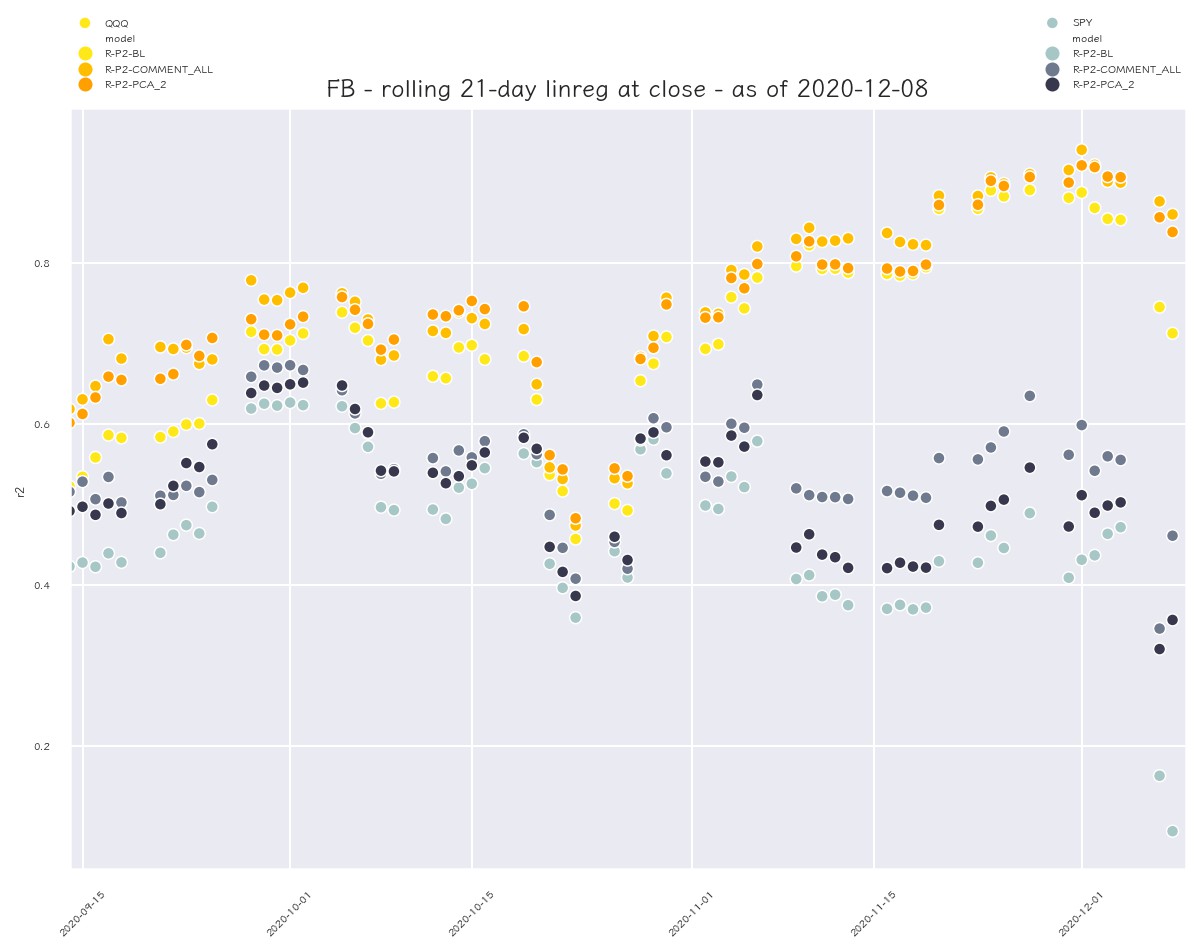 QQQ
model
R-P2-BL
R-P2-COMMENT_ALL
R-P2-PCA_2
SPY
model
R-P2-BL
R-P2-COMMENT_ALL
R-P2-PCA_2
FB - rolling 21-day linreg at close - as of 2020-12-08
0.8
0.6
0.4
0.2
r2
2020-09-15
2020-10-01
2020-10-15
2020-11-01
2020-11-15
2020-12-01